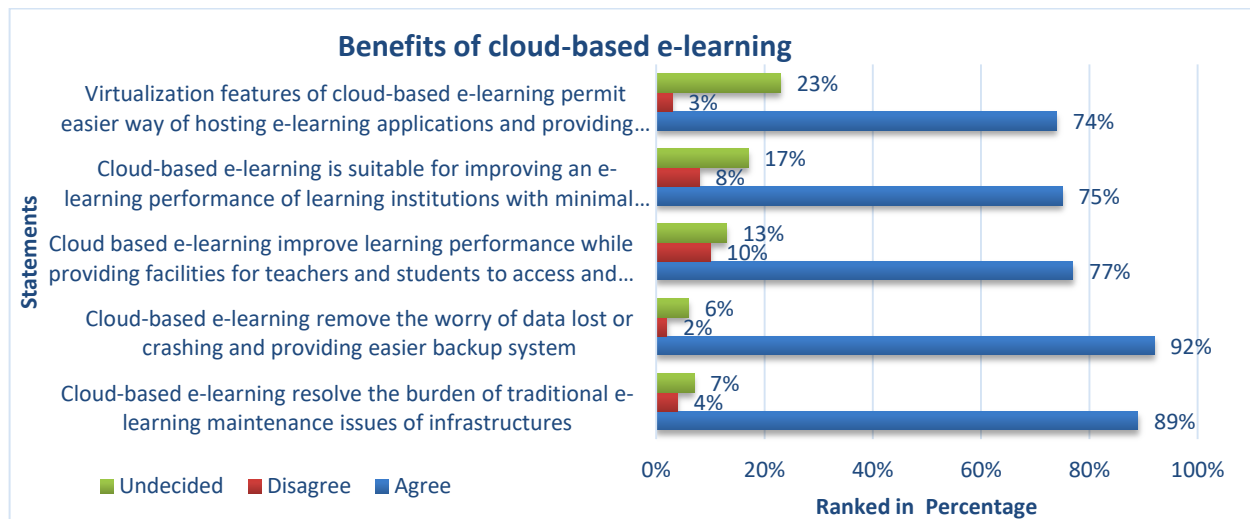 Benefits of cloud-based e-learning
Virtualization features of cloud-based e-learning permit
easier way of hosting e-learning applications and providing...
23%
3%
74%
Cloud-based e-learning is suitable for improving an e-
learning performance of learning institutions with minimal...
17%
8%
75%
Cloud based e-learning improve learning performance while
providing facilities for teachers and students to access and...
13%
10%
77%
Cloud-based e-learning remove the worry of data lost or
crashing and providing easier backup system
6%
2%
92%
Cloud-based e-learning resolve the burden of traditional e-
learning maintenance issues of infrastructures
7%
4%
89%
Statements
0% 20% 40% 60% 80% 100%
Ranked in Percentage
Undecided Disagree Agree